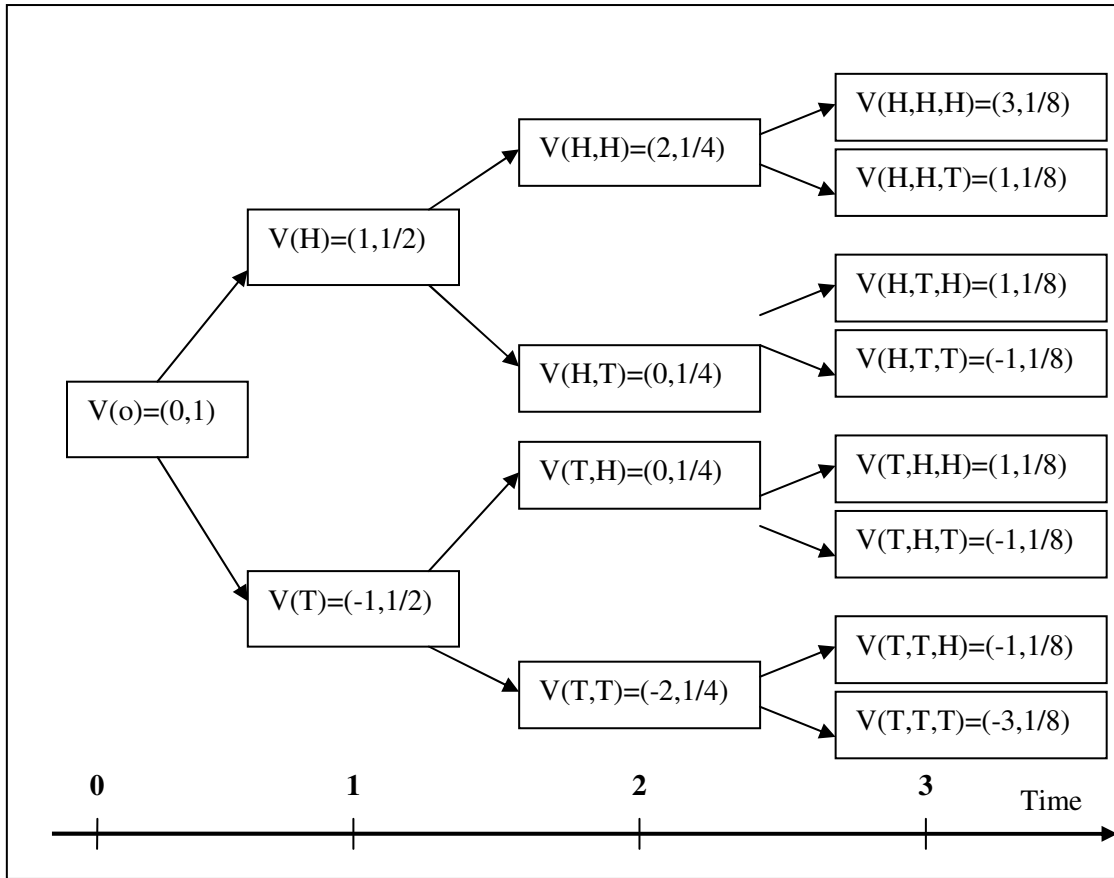 V(H,H,H)=(3,1/8)
V(H,H)=(2,1/4)
V(H,H,T)=(1,1/8)
V(H)=(1,1/2)
V(H,T,H)=(1,1/8)
V(H,T,T)=(-1,1/8)
V(H,T)=(0,1/4)
V(o)=(0,1)
V(T,H)=(0,1/4)
V(T,H,H)=(1,1/8)
V(T,H,T)=(-1,1/8)
V(T)=(-1,1/2)
V(T,T,H)=(-1,1/8)
V(T,T)=(-2,1/4)
V(T,T,T)=(-3,1/8)
0 1 2 3
Time